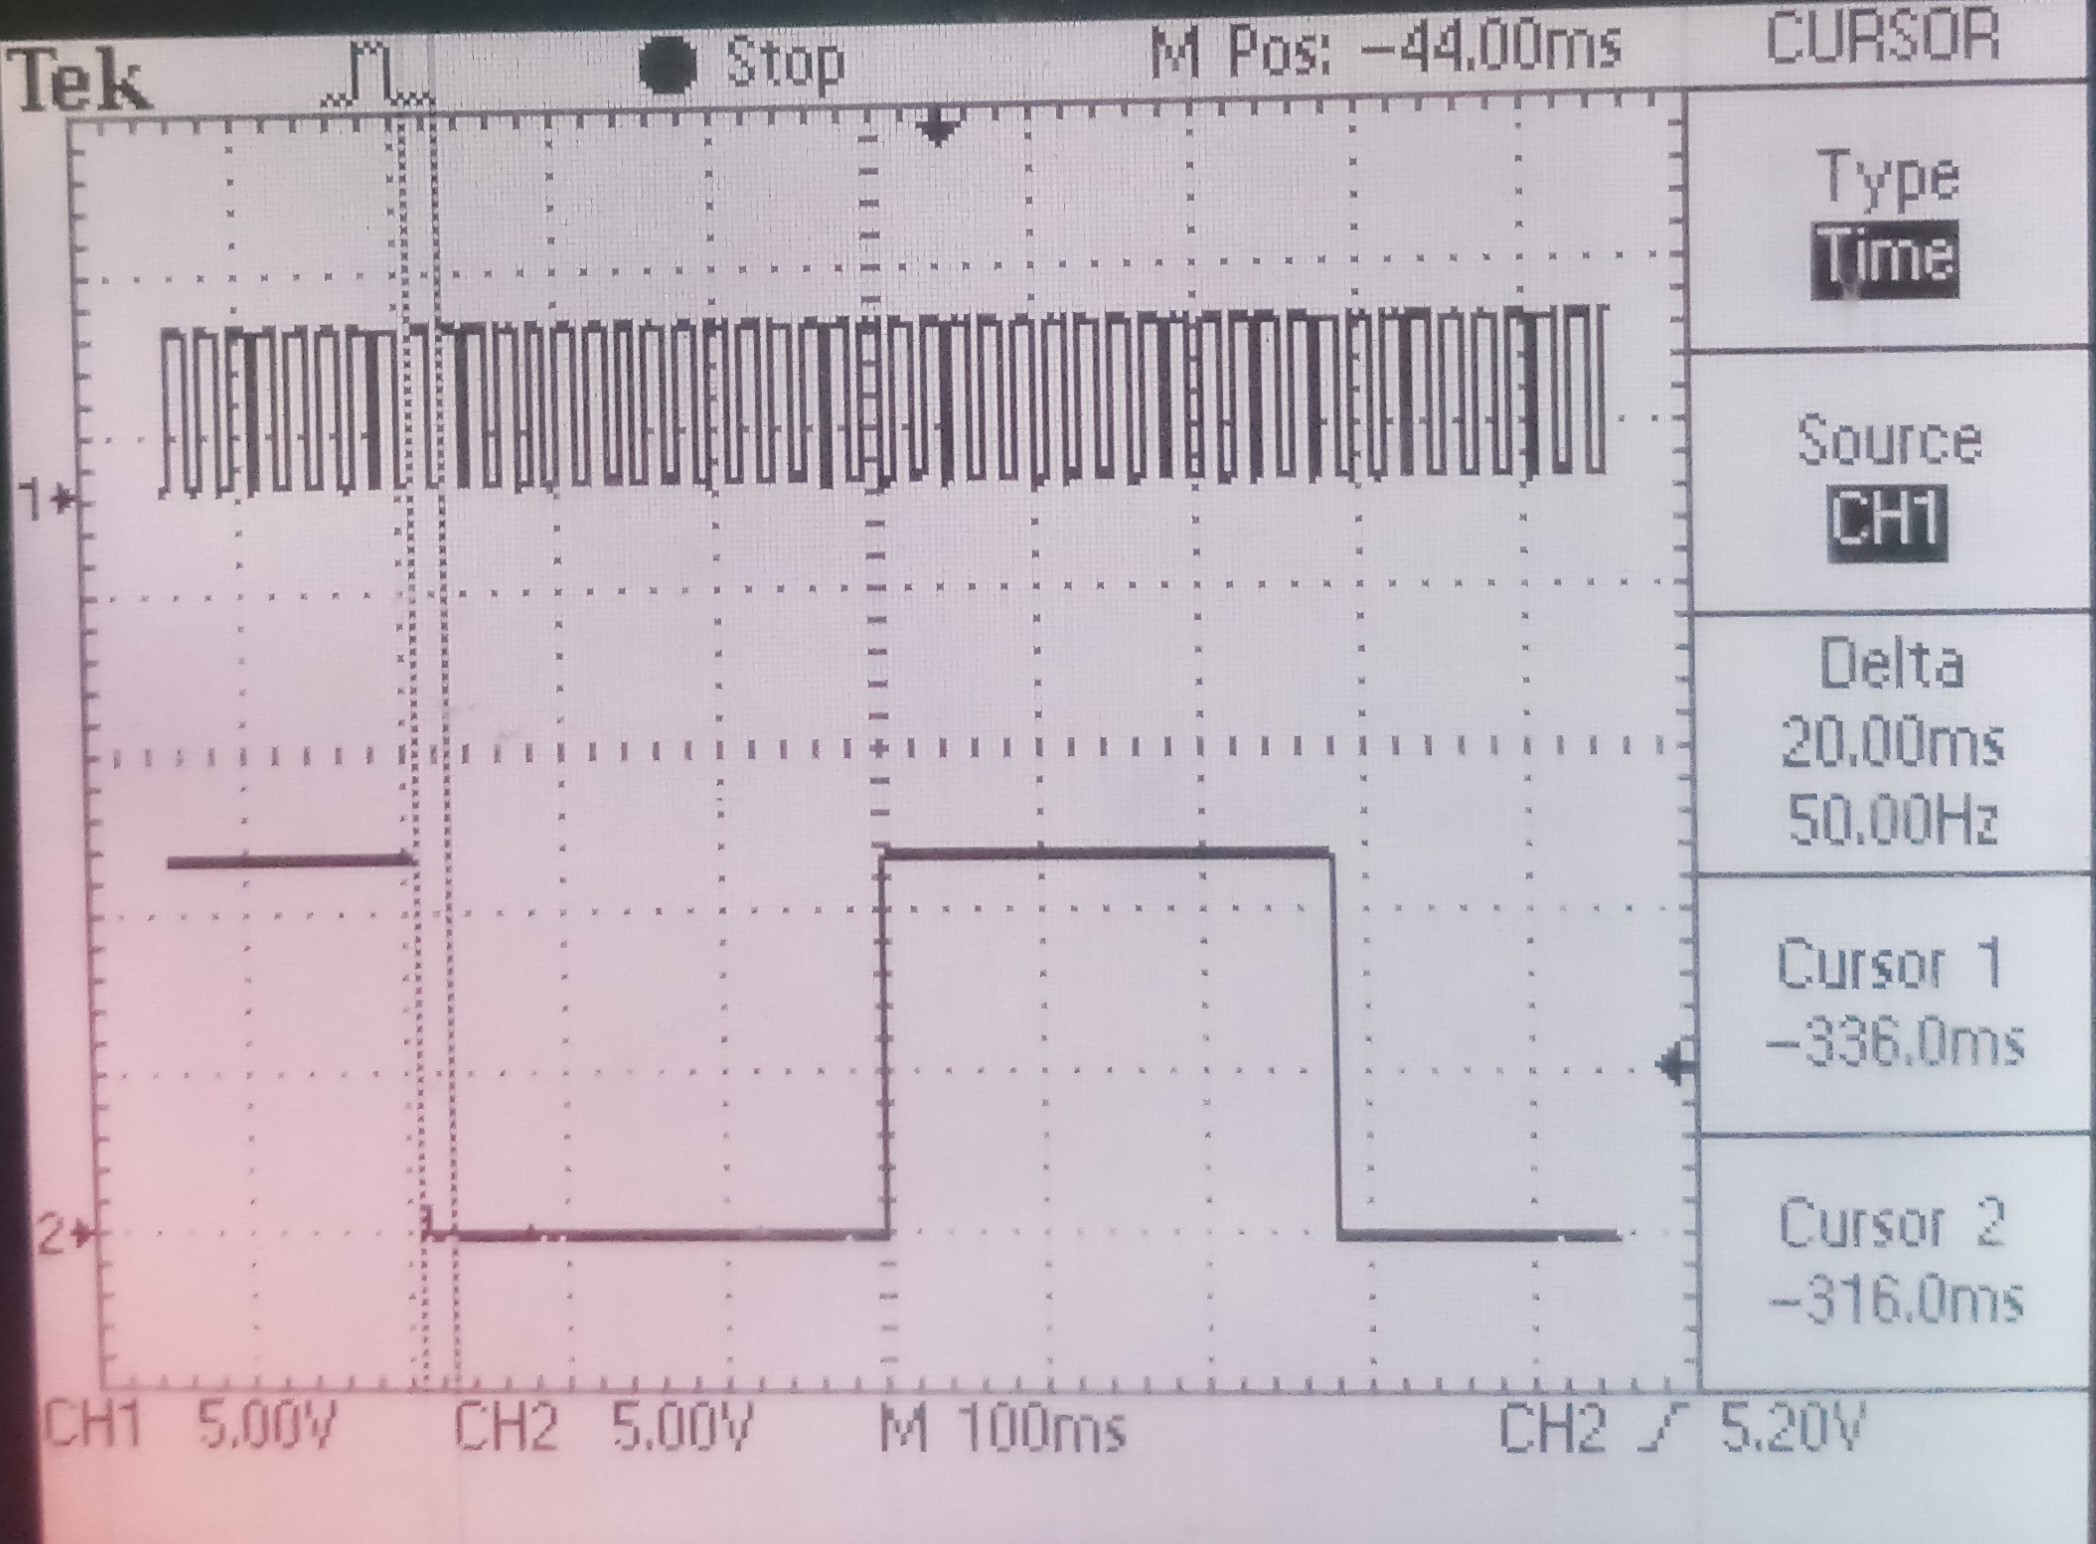 Tek Stop M Pos: -44.00ms CURSOR
Type
Time
Source
CH1
Delta
20.00ms
50.00Hz
Cursor 1
-336.0ms
Cursor 2
-316.0ms
1
2
CH1 5.00V CH2 5.00V M 100ms CH2 5.20V